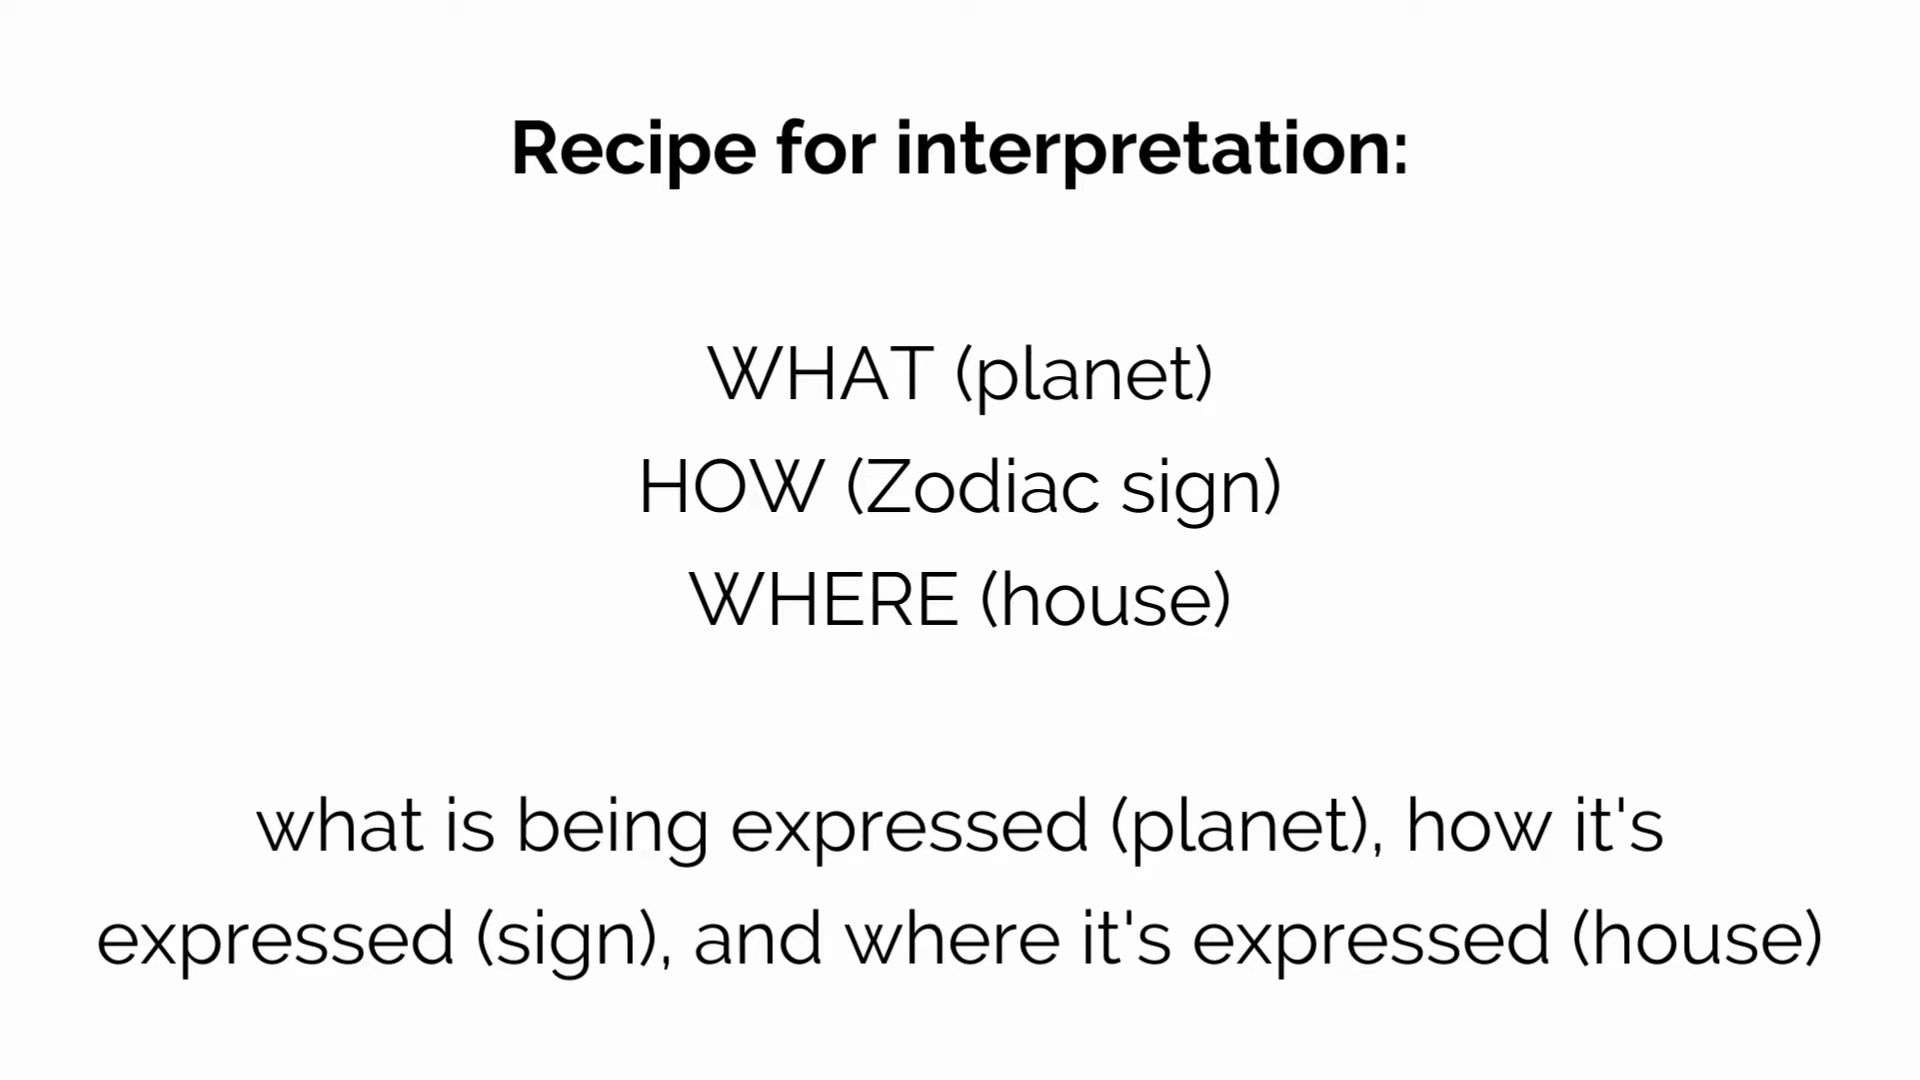 Recipe for interpretation:
WHAT (planet)
HOW (Zodiac sign)
WHERE (house)
what is being expressed (planet), how it's
expressed (sign), and where it's expressed (house)